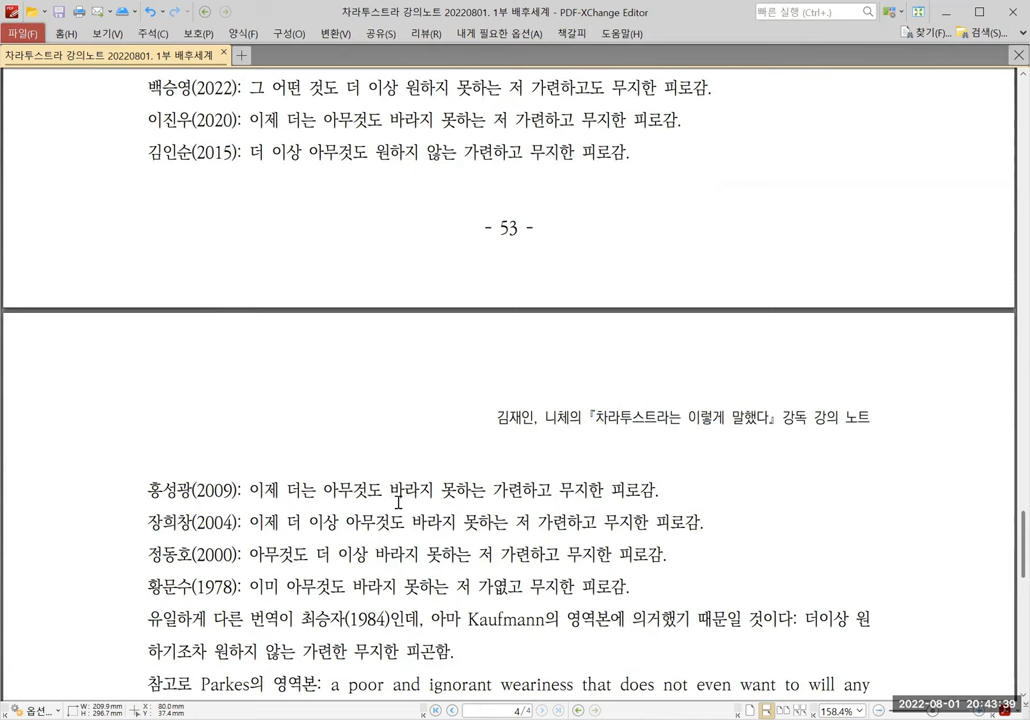 차라투스트라 강의노트 20220801. 1부 배후세계 - PDF-XChange Editor
빠른 실행 (Ctrl+.)
파일(F) 홈(H) 보기(V) 주석(C) 보호(P) 양식(F) 구성(O) 변환(V) 공유(S) 리뷰(R) 내게 필요한 옵션(A) 책갈피 도움말(H) 찾기(F)... 검색(S)...
차라투스트라 강의노트 20220801. 1부 배후세계
백승영(2022): 그 어떤 것도 더 이상 원하지 못하는 저 가련하고도 무지한 피로감.
이진우(2020): 이제 더는 아무것도 바라지 못하는 저 가련하고 무지한 피로감.
김인순(2015): 더 이상 아무것도 원하지 않는 가련하고 무지한 피로감.
- 53 -
김재인, 니체의 『차라투스트라는 이렇게 말했다』 강독 강의 노트
홍성광(2009): 이제 더는 아무것도 바라지 못하는 가련하고 무지한 피로감.
장희창(2004): 이제 더 이상 아무것도 바라지 못하는 저 가련하고 무지한 피로감.
정동호(2000): 아무것도 더 이상 바라지 못하는 저 가련하고 무지한 피로감.
황문수(1978): 이미 아무것도 바라지 못하는 저 가엾고 무지한 피로감.
유일하게 다른 번역이 최승자(1984)인데, 아마 Kaufmann의 영역본에 의거했기 때문일 것이다: 더이상 원
하기조차 원하지 않는 가련한 무지한 피곤함.
참고로 Parkes의 영역본: a poor and ignorant weariness that does not even want to will any
옵션... W: 209.9mm H: 296.7mm X: 80.0mm Y: 37.4mm 4/4 158.4%
2022-08-01 20:43:39